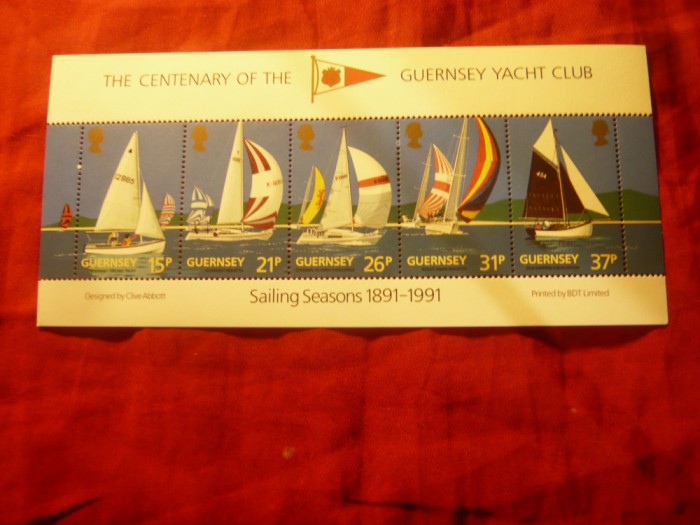 THE CENTENARY OF THE GUERNSEY YACHT CLUB
GUERNSEY 15P
GUERNSEY 21P
GUERNSEY 26P
GUERNSEY 31P
GUERNSEY 37P
Designed by Clive Abbott
Sailing Seasons 1891-1991
Printed by BDT Limited